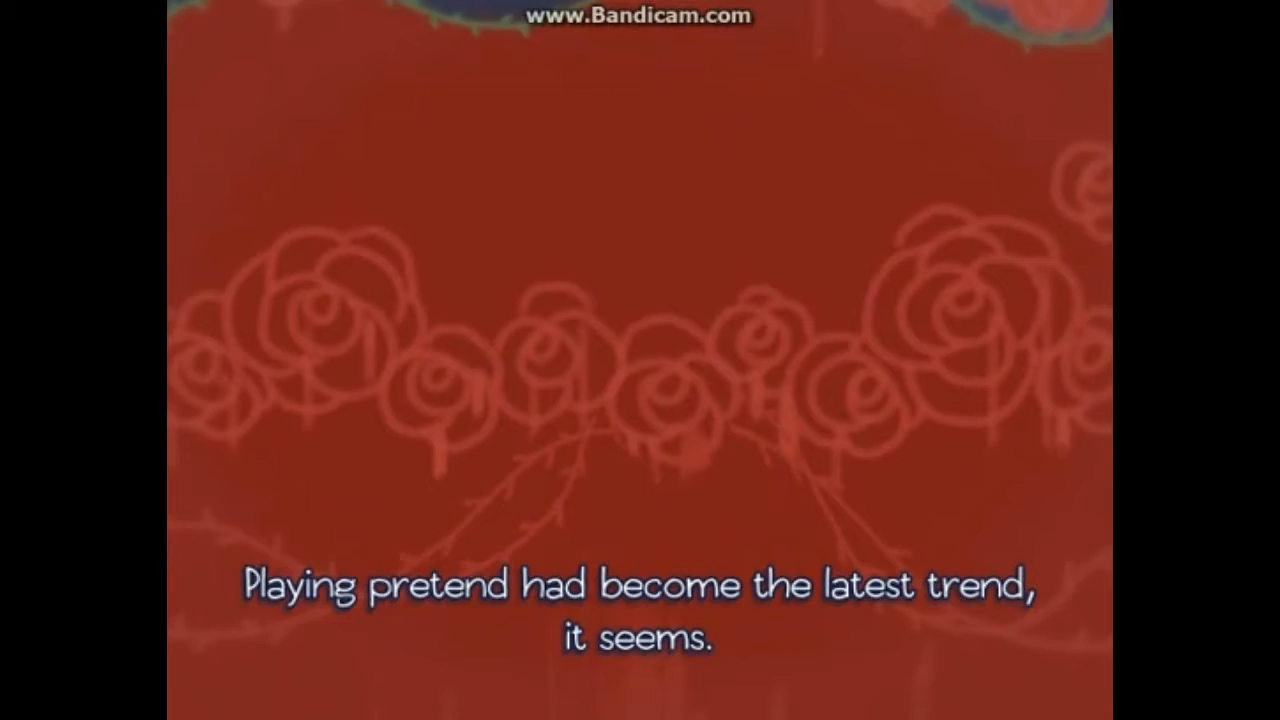 www.Bandicam.com
Playing pretend had become the latest trend,
it seems.